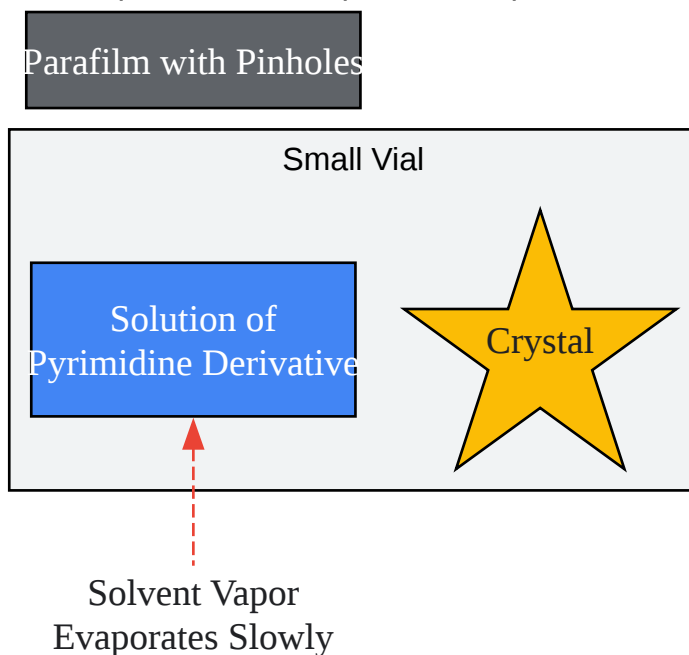 Parafilm with Pinholes
Small Vial
Solution of
Pyrimidine Derivative
Crystal
Solvent Vapor
Evaporates Slowly